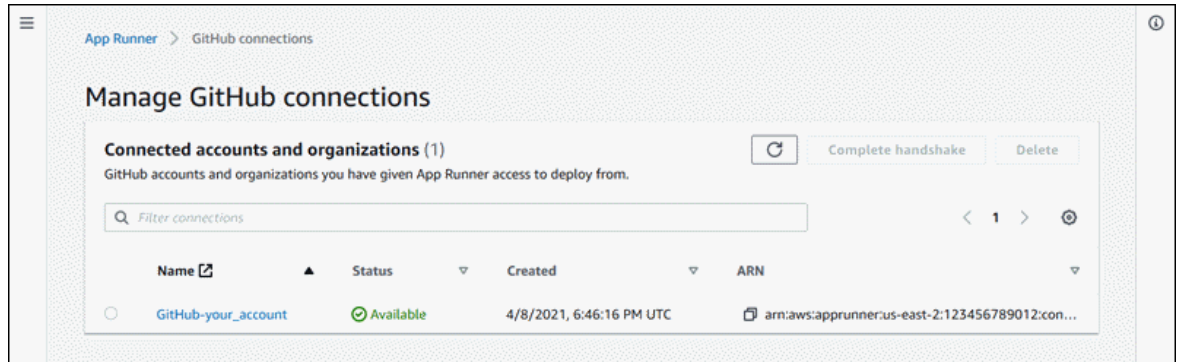 App Runner > GitHub connections
Manage GitHub connections
Connected accounts and organizations (1)
Complete handshake
Delete
GitHub accounts and organizations you have given App Runner access to deploy from.
Filter connections
< 1 >
Name Status Created ARN
GitHub-your_account Available 4/8/2021, 6:46:16 PM UTC arn:aws:apprunner:us-east-2:123456789012:con...